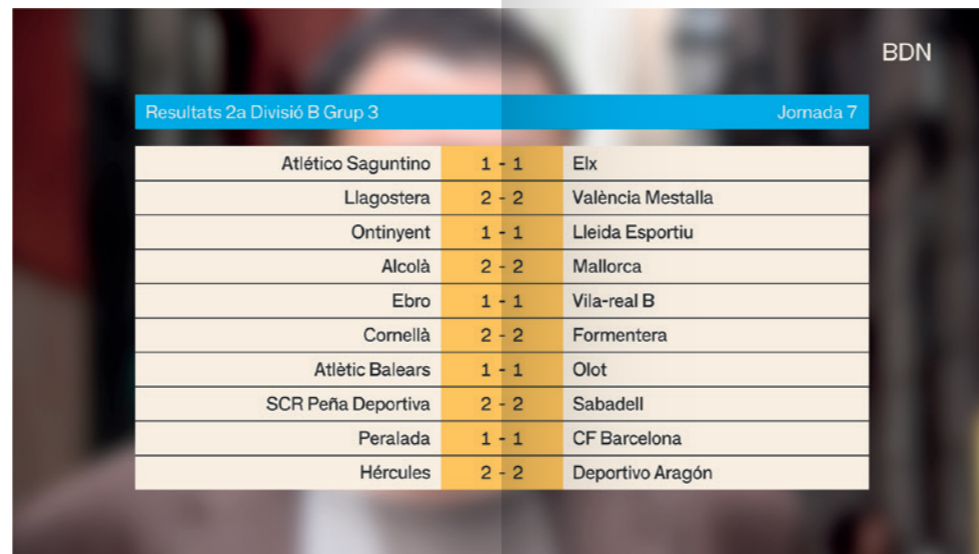 BDN
Resultats 2a Divisió B Grup 3 Jornada 7
Atlético Saguntino 1 - 1 Elx
Llagostera 2 - 2 València Mestalla
Ontinyent 1 - 1 Lleida Esportiu
Alcolà 2 - 2 Mallorca
Ebro 1 - 1 Vila-real B
Cornellà 2 - 2 Formentera
Atlètic Balears 1 - 1 Olot
SCR Peña Deportiva 2 - 2 Sabadell
Peralada 1 - 1 CF Barcelona
Hércules 2 - 2 Deportivo Aragón